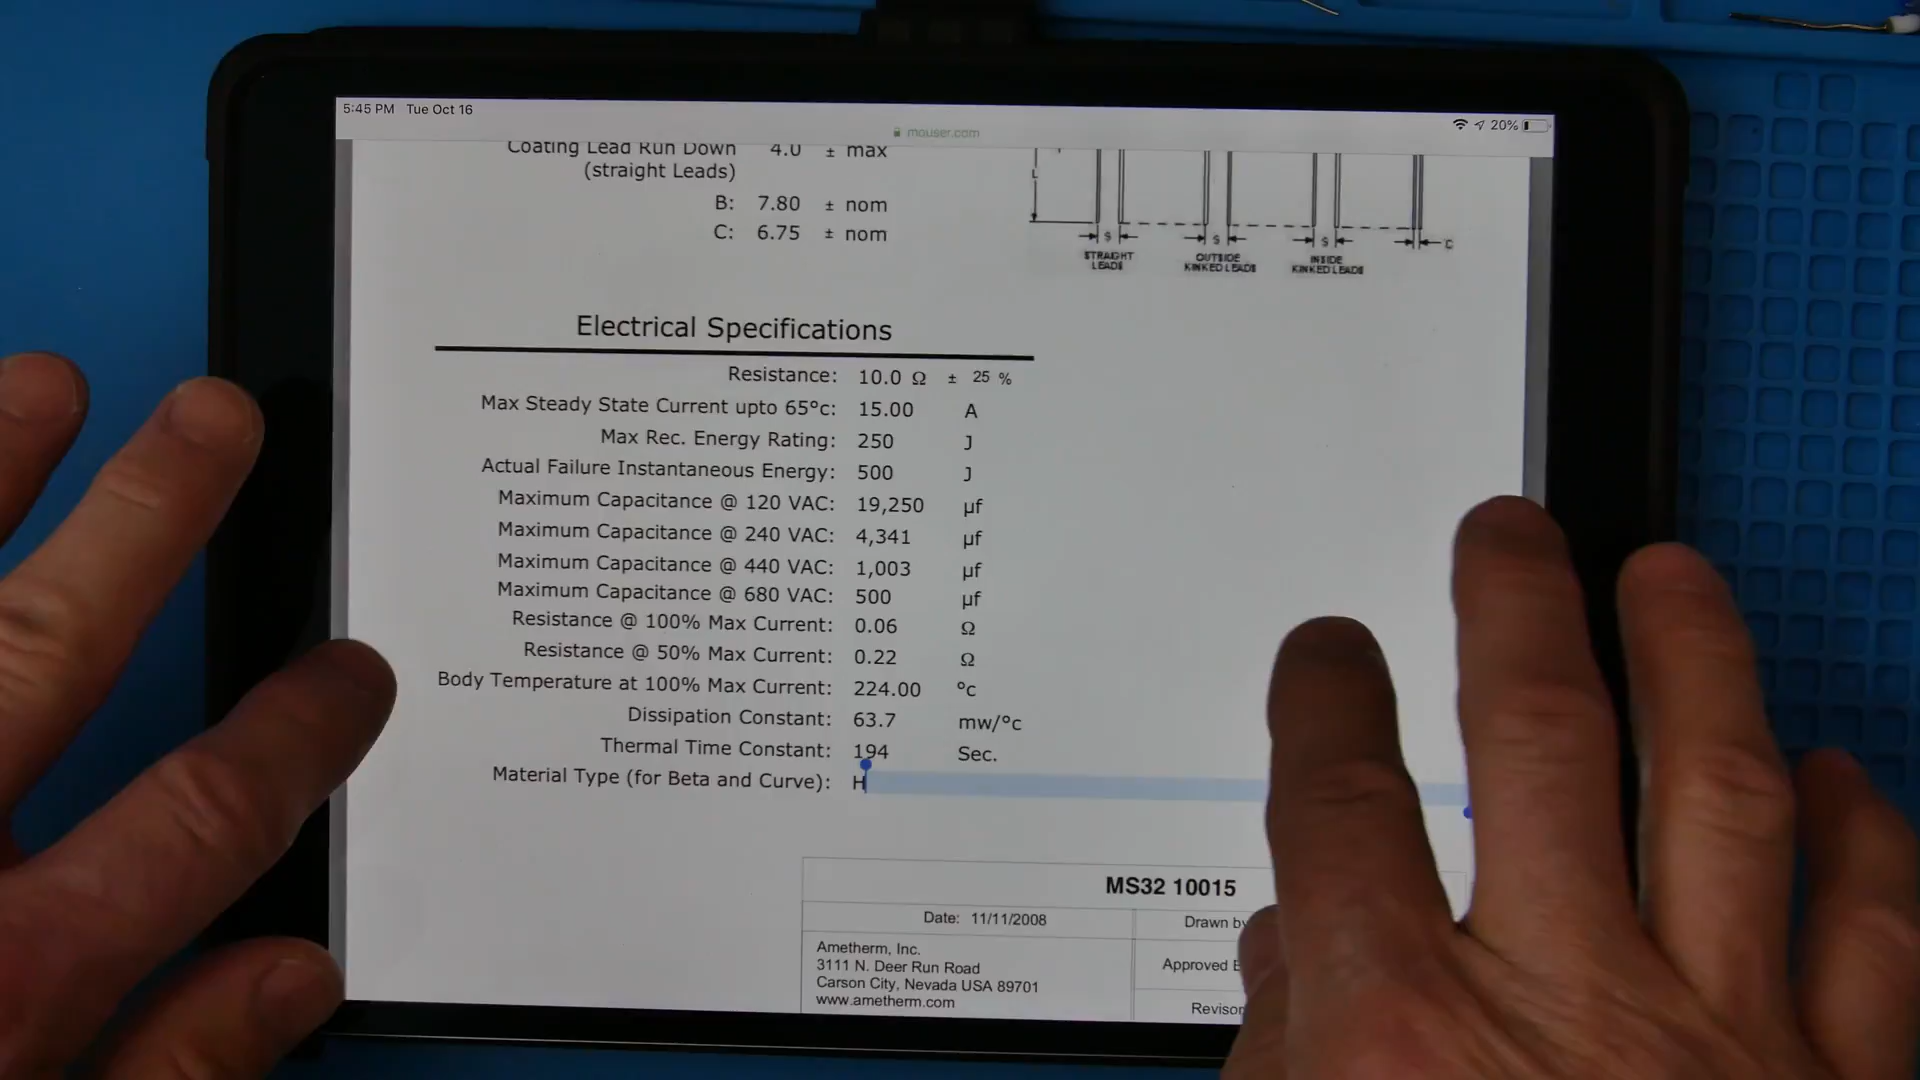 5:45 PM Tue Oct 16
mouser.com
20%
Coating Lead Run Down 4.0 ± max
(straight Leads)
B: 7.80 ± nom
C: 6.75 ± nom
L
S S S C
STRAIGHT LEADS
OUTSIDE KINKED LEADS
INSIDE KINKED LEADS
Electrical Specifications
Resistance: 10.0 Ω ± 25 %
Max Steady State Current upto 65°c: 15.00 A
Max Rec. Energy Rating: 250 J
Actual Failure Instantaneous Energy: 500 J
Maximum Capacitance @ 120 VAC: 19,250 µf
Maximum Capacitance @ 240 VAC: 4,341 µf
Maximum Capacitance @ 440 VAC: 1,003 µf
Maximum Capacitance @ 680 VAC: 500 µf
Resistance @ 100% Max Current: 0.06 Ω
Resistance @ 50% Max Current: 0.22 Ω
Body Temperature at 100% Max Current: 224.00 °c
Dissipation Constant: 63.7 mw/°c
Thermal Time Constant: 194 Sec.
Material Type (for Beta and Curve): H
MS32 10015
Date: 11/11/2008
Drawn by
Ametherm, Inc.
3111 N. Deer Run Road
Carson City, Nevada USA 89701
www.ametherm.com
Approved